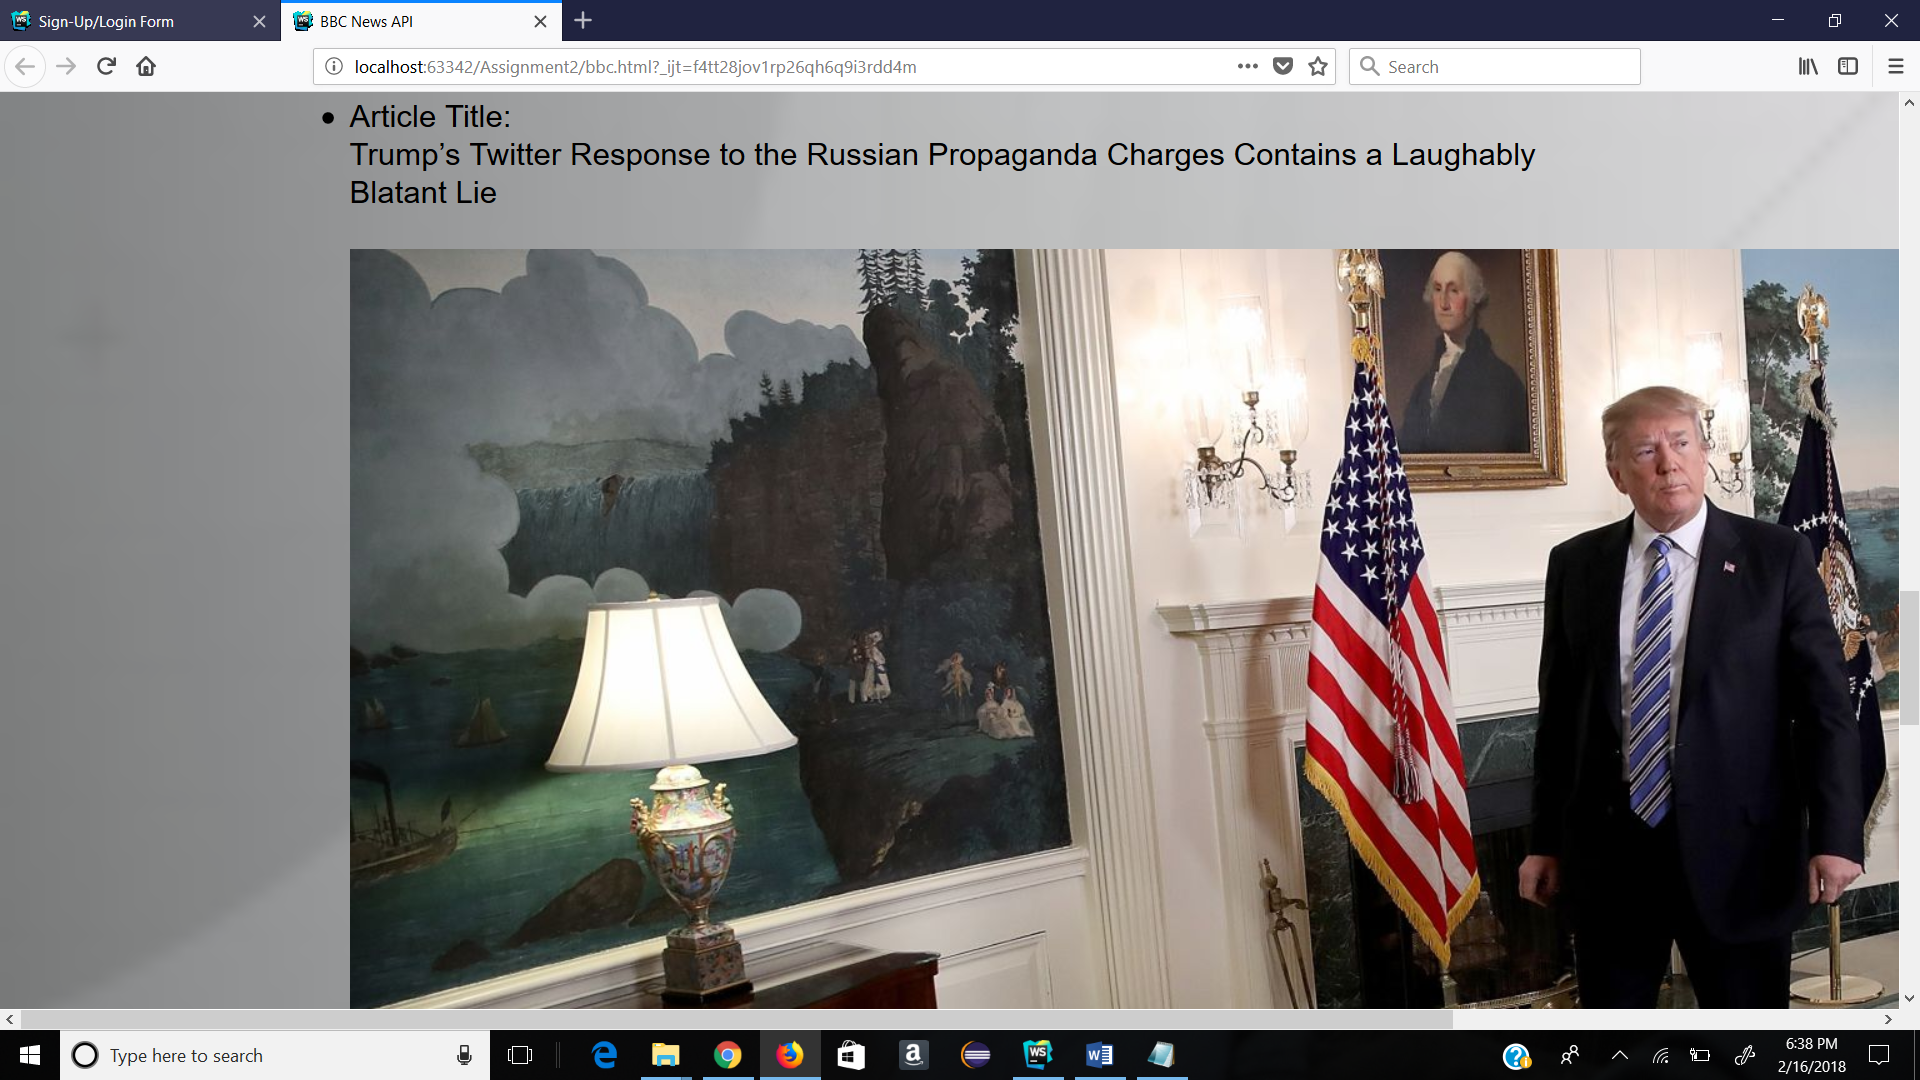 Sign-Up/Login Form
BBC News API
localhost:63342/Assignment2/bbc.html?_ijt=f4tt28jov1rp26qh6q9i3rdd4m
Search
Article Title:
Trump’s Twitter Response to the Russian Propaganda Charges Contains a Laughably
Blatant Lie
Type here to search
6:38 PM
2/16/2018